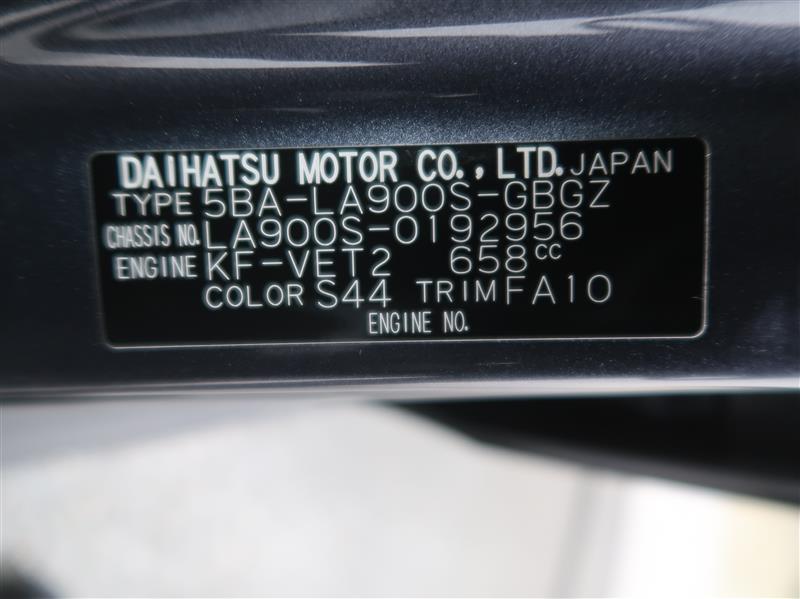 DAIHATSU MOTOR CO., LTD. JAPAN
TYPE 5BA-LA900S-GBGZ
CHASSIS NO. LA900S-0192956
ENGINE KF-VET2 658cc
COLOR S44 TRIM FA10
ENGINE NO.